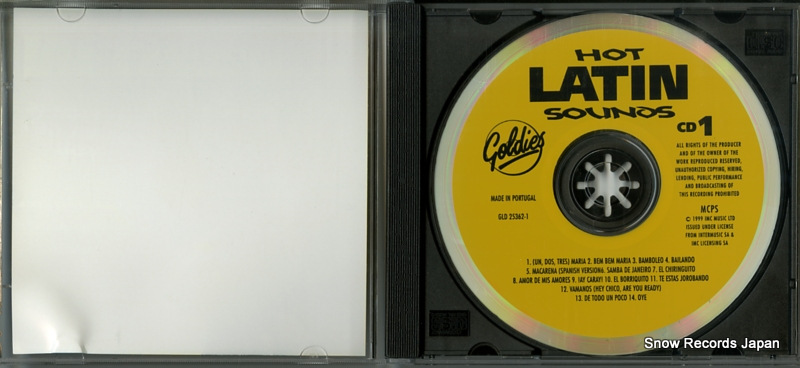 HOT
LATIN
SOUNDS
CD 1
Goldies
ALL RIGHTS OF THE PRODUCER
AND OF THE OWNER OF THE
WORK REPRODUCED RESERVED,
UNAUTHORIZED COPYING, HIRING,
LENDING, PUBLIC PERFORMANCE
AND BROADCASTING OF
THIS RECORDING PROHIBITED
MADE IN PORTUGAL
GLD 25362-1
MCPS
© 1999 IMC MUSIC LTD
ISSUED UNDER LICENSE
FROM INTERMUSIC SA &
IMC LICENSING SA
1. (UN, DOS, TRES) MARIA 2. BEM BEM MARIA 3. BAMBOLEO 4. BAILANDO
5. MACARENA (SPANISH VERSION6. SAMBA DE JANEIRO 7. EL CHIRINGUITO
8. AMOR DE MIS AMORES 9. ¡AY CARAY! 10. EL BORRIQUITO 11. TE ESTAS JOROBANDO
12. VAMANOS (HEY CHICO, ARE YOU READY)
13. DE TODO UN POCO 14. OYE
Snow Records Japan